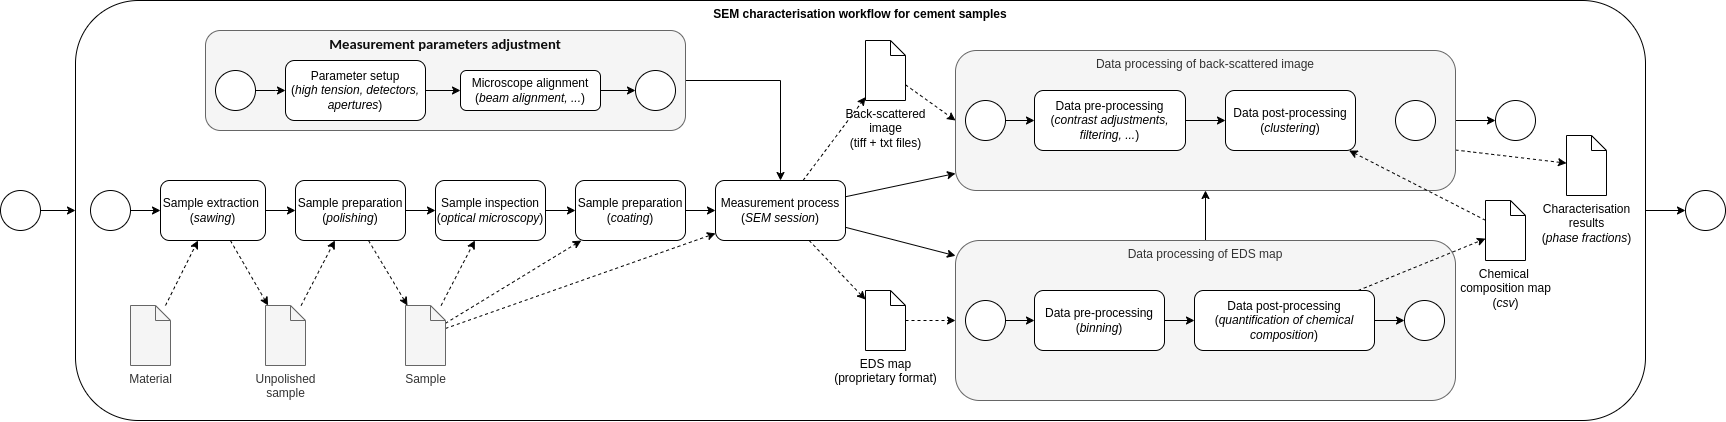 SEM characterisation workflow for cement samples
Measurement parameters adjustment
Parameter setup
(high tension, detectors,
apertures)
Microscope alignment
(beam alignment, ...)
Back-scattered
image
(tiff + txt files)
Data processing of back-scattered image
Data pre-processing
(contrast adjustments,
filtering, ...)
Data post-processing
(clustering)
Sample extraction
(sawing)
Sample preparation
(polishing)
Sample inspection
(optical microscopy)
Sample preparation
(coating)
Measurement process
(SEM session)
Characterisation
results
(phase fractions)
Data processing of EDS map
Data pre-processing
(binning)
Data post-processing
(quantification of chemical
composition)
Chemical
composition map
(csv)
Material
Unpolished
sample
Sample
EDS map
(proprietary format)